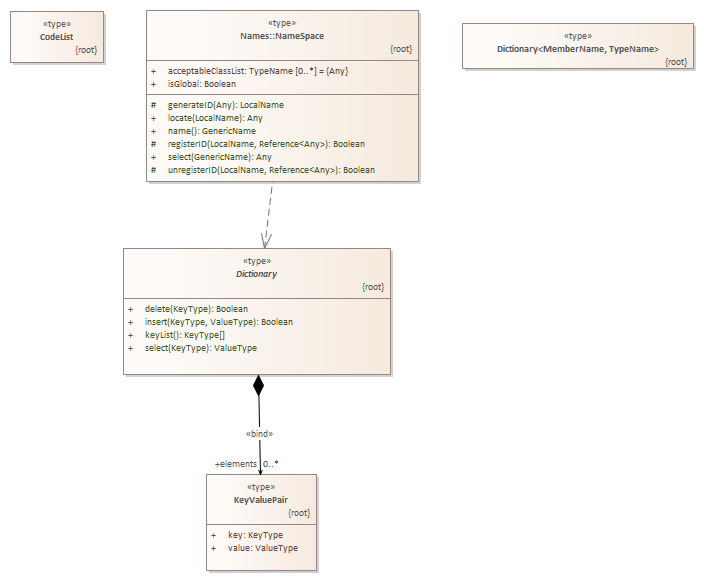 «type»
CodeList
{root}
«type»
Names::NameSpace
{root}
+ acceptableClassList: TypeName [0..*] = {Any}
+ isGlobal: Boolean
# generateID(Any): LocalName
+ locate(LocalName): Any
+ name(): GenericName
# registerID(LocalName, Reference<Any>): Boolean
+ select(GenericName): Any
# unregisterID(LocalName, Reference<Any>): Boolean
«type»
Dictionary<MemberName, TypeName>
{root}
«type»
Dictionary
{root}
+ delete(KeyType): Boolean
+ insert(KeyType, ValueType): Boolean
+ keyList(): KeyType[]
+ select(KeyType): ValueType
«bind»
+elements 0..*
«type»
KeyValuePair
{root}
+ key: KeyType
+ value: ValueType